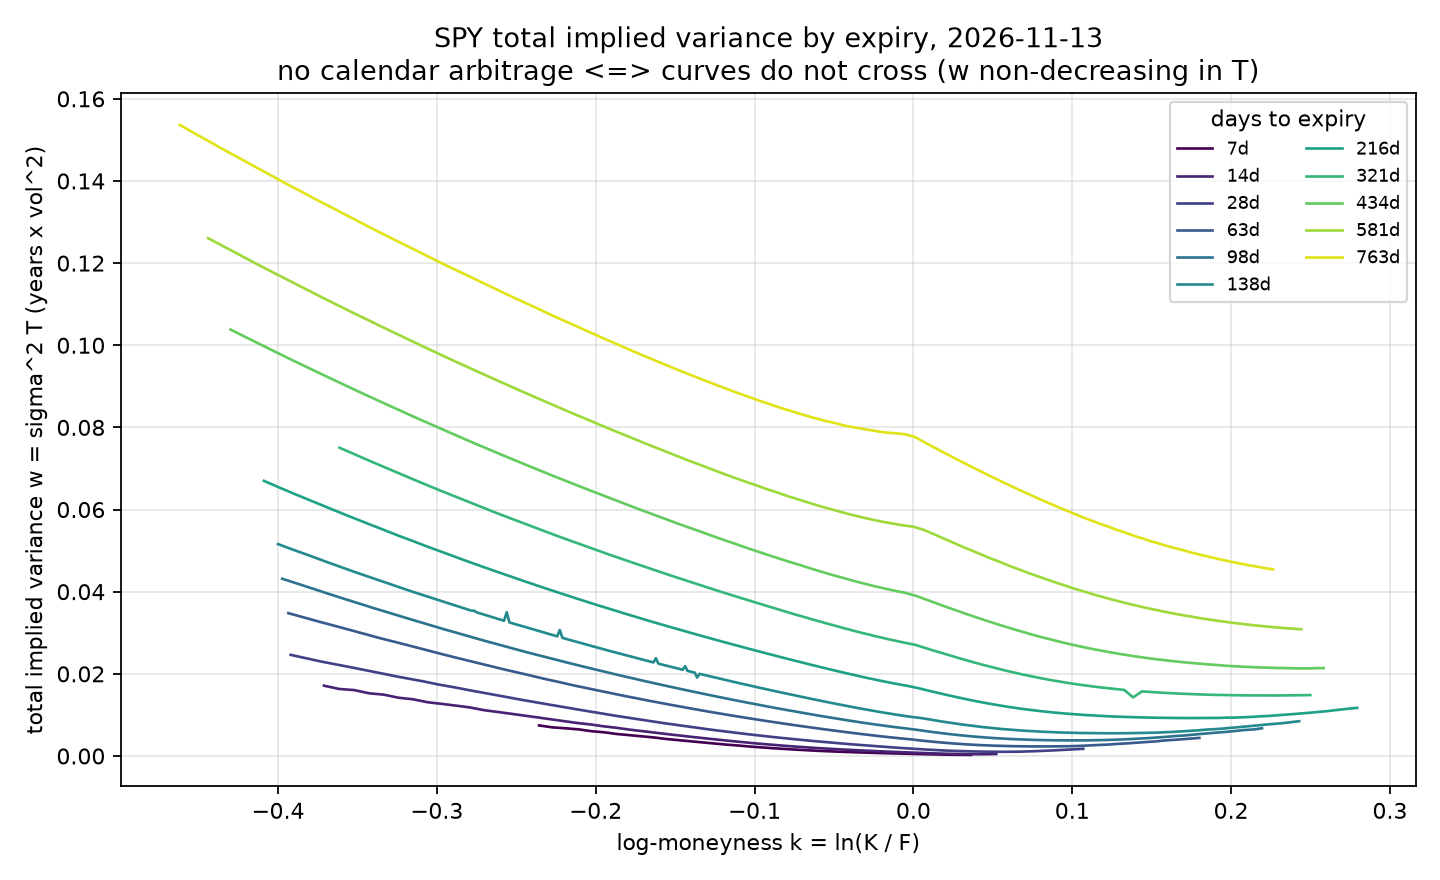 SPY total implied variance by expiry, 2026-11-13
no calendar arbitrage <=> curves do not cross (w non-decreasing in T)
total implied variance w = sigma^2 T (years x vol^2)
0.16
0.14
0.12
0.10
0.08
0.06
0.04
0.02
0.00
days to expiry
7d
14d
28d
63d
98d
138d
216d
321d
434d
581d
763d
−0.4
−0.3
−0.2
−0.1
0.0
0.1
0.2
0.3
log-moneyness k = ln(K / F)